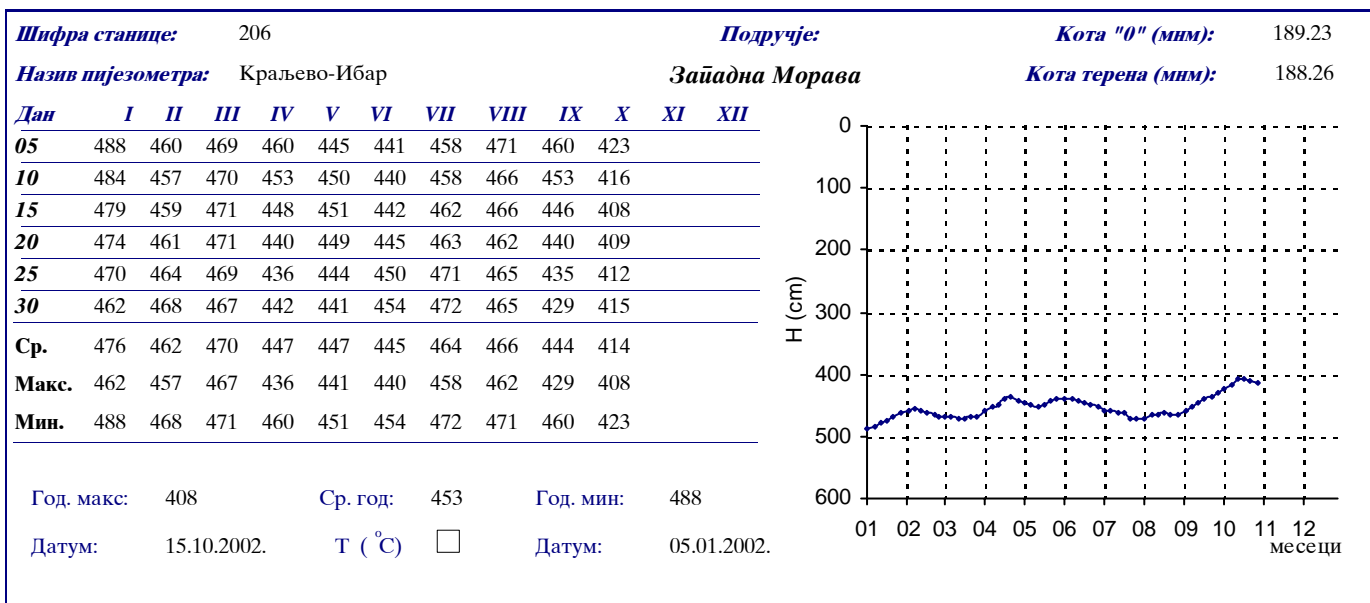 Шифра станице: 206 Подручје: Кота "0" (мнм): 189.23
Назив пијезометра: Краљево-Ибар Западна Морава Кота терена (мнм): 188.26
Дан I II III IV V VI VII VIII IX X XI XII
05 488 460 469 460 445 441 458 471 460 423
10 484 457 470 453 450 440 458 466 453 416
15 479 459 471 448 451 442 462 466 446 408
20 474 461 471 440 449 445 463 462 440 409
25 470 464 469 436 444 450 471 465 435 412
30 462 468 467 442 441 454 472 465 429 415
Ср. 476 462 470 447 447 445 464 466 444 414
Макс. 462 457 467 436 441 440 458 462 429 408
Мин. 488 468 471 460 451 454 472 471 460 423
Год. макс: 408 Ср. год: 453 Год. мин: 488
Датум: 15.10.2002. Т ( °C) Датум: 05.01.2002.
0
100
200
300
400
500
600
H (cm)
01 02 03 04 05 06 07 08 09 10 11 12
месеци